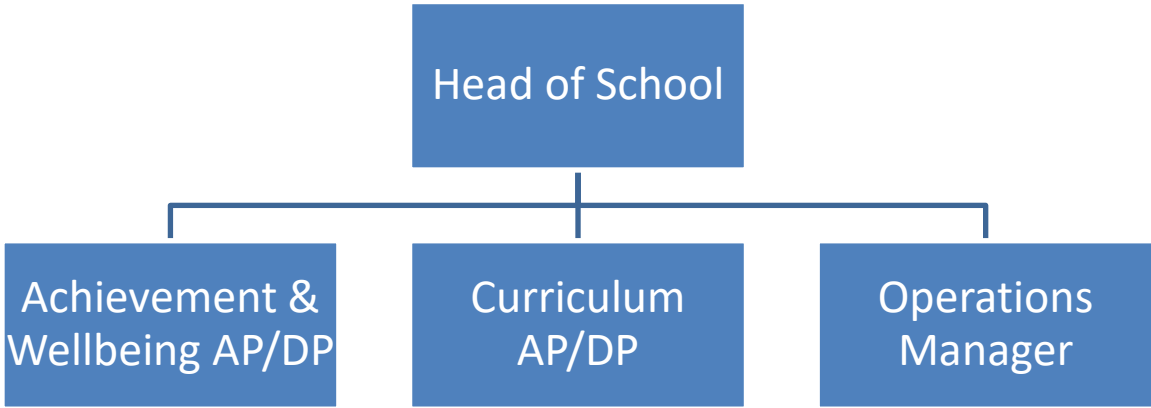 Head of School
Achievement &
Wellbeing AP/DP
Curriculum
AP/DP
Operations
Manager